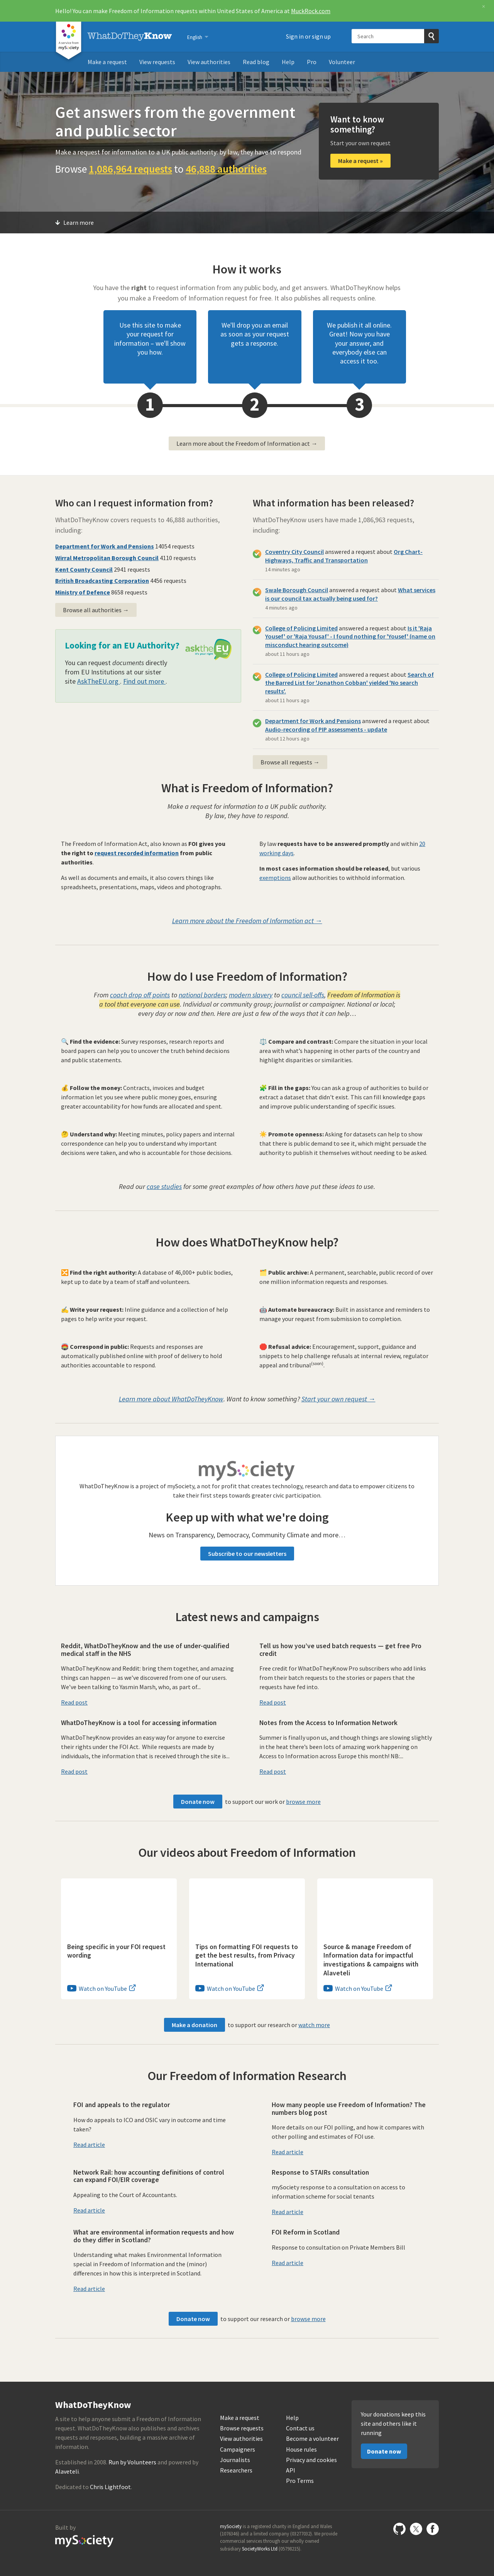 Hello! You can make Freedom of Information requests within United States of America at MuckRock.com
×
WhatDoTheyKnow
English
Sign in or sign up
Search
Make a request
View requests
View authorities
Read blog
Help
Pro
Volunteer
Get answers from the government
and public sector
Make a request for information to a UK public authority: by law, they have to respond
Browse 1,086,964 requests to 46,888 authorities
Want to know
something?
Start your own request
Make a request »
Learn more
How it works
You have the right to request information from any public body, and get answers. WhatDoTheyKnow helps
you make a Freedom of Information request for free. It also publishes all requests online.
Use this site to make
your request for
information – we'll show
you how.
We'll drop you an email
as soon as your request
gets a response.
We publish it all online.
Great! Now you have
your answer, and
everybody else can
access it too.
1
2
3
Learn more about the Freedom of Information act →
Who can I request information from?
WhatDoTheyKnow covers requests to 46,888 authorities,
including:
Department for Work and Pensions 14054 requests
Wirral Metropolitan Borough Council 4110 requests
Kent County Council 2941 requests
British Broadcasting Corporation 4456 requests
Ministry of Defence 8658 requests
Browse all authorities →
Looking for an EU Authority?
asktheEU
You can request documents directly
from EU Institutions at our sister
site AskTheEU.org . Find out more .
What information has been released?
WhatDoTheyKnow users have made 1,086,963 requests,
including:
Coventry City Council answered a request about Org Chart-
Highways, Traffic and Transportation
14 minutes ago
Swale Borough Council answered a request about What services
is our council tax actually being used for?
4 minutes ago
College of Policing Limited answered a request about Is it 'Raja
Yousef' or 'Raja Yousaf' - I found nothing for 'Yousef' (name on
misconduct hearing outcome)
about 11 hours ago
College of Policing Limited answered a request about Search of
the Barred List for 'Jonathon Cobban' yielded 'No search
results'.
about 11 hours ago
Department for Work and Pensions answered a request about
Audio-recording of PIP assessments - update
about 12 hours ago
Browse all requests →
What is Freedom of Information?
Make a request for information to a UK public authority.
By law, they have to respond.
The Freedom of Information Act, also known as FOI gives you
the right to request recorded information from public
authorities.
As well as documents and emails, it also covers things like
spreadsheets, presentations, maps, videos and photographs.
By law requests have to be answered promptly and within 20
working days.
In most cases information should be released, but various
exemptions allow authorities to withhold information.
Learn more about the Freedom of Information act →
How do I use Freedom of Information?
From coach drop off points to national borders; modern slavery to council sell-offs, Freedom of Information is
a tool that everyone can use. Individual or community group; journalist or campaigner. National or local;
every day or now and then. Here are just a few of the ways that it can help…
Find the evidence: Survey responses, research reports and
board papers can help you to uncover the truth behind decisions
and public statements.
Compare and contrast: Compare the situation in your local
area with what's happening in other parts of the country and
highlight disparities or similarities.
Follow the money: Contracts, invoices and budget
information let you see where public money goes, ensuring
greater accountability for how funds are allocated and spent.
Fill in the gaps: You can ask a group of authorities to build or
extract a dataset that didn't exist. This can fill knowledge gaps
and improve public understanding of specific issues.
Understand why: Meeting minutes, policy papers and internal
correspondence can help you to understand why important
decisions were taken, and who is accountable for those decisions.
Promote openness: Asking for datasets can help to show
that there is public demand to see it, which might persuade the
authority to publish it themselves without needing to be asked.
Read our case studies for some great examples of how others have put these ideas to use.
How does WhatDoTheyKnow help?
Find the right authority: A database of 46,000+ public bodies,
kept up to date by a team of staff and volunteers.
Public archive: A permanent, searchable, public record of over
one million information requests and responses.
Write your request: Inline guidance and a collection of help
pages to help write your request.
Automate bureaucracy: Built in assistance and reminders to
manage your request from submission to completion.
Correspond in public: Requests and responses are
automatically published online with proof of delivery to hold
authorities accountable to respond.
Refusal advice: Encouragement, support, guidance and
snippets to help challenge refusals at internal review, regulator
appeal and tribunal
Learn more about WhatDoTheyKnow. Want to know something? Start your own request →
mySociety
WhatDoTheyKnow is a project of mySociety, a not for profit that creates technology, research and data to empower citizens to
take their first steps towards greater civic participation.
Keep up with what we're doing
News on Transparency, Democracy, Community Climate and more…
Subscribe to our newsletters
Latest news and campaigns
Reddit, WhatDoTheyKnow and the use of under-qualified
medical staff in the NHS
WhatDoTheyKnow and Reddit: bring them together, and amazing
things can happen — as we've discovered from one of our users.
We've been talking to Yasmin Marsh, who, as part of...
Read post
Tell us how you've used batch requests — get free Pro
credit
Free credit for WhatDoTheyKnow Pro subscribers who add links
from their batch requests to the stories or papers that the
requests have fed into.
Read post
WhatDoTheyKnow is a tool for accessing information
WhatDoTheyKnow provides an easy way for anyone to exercise
their rights under the FOI Act. While requests are made by
individuals, the information that is received through the site is...
Read post
Notes from the Access to Information Network
Summer is finally upon us, and though things are slowing slightly
in the heat there's been lots of amazing work happening on
Access to Information across Europe this month! NB:...
Read post
Donate now to support our work or browse more
Our videos about Freedom of Information
Being specific in your FOI request
wording
Watch on YouTube
Tips on formatting FOI requests to
get the best results, from Privacy
International
Watch on YouTube
Source & manage Freedom of
Information data for impactful
investigations & campaigns with
Alaveteli
Watch on YouTube
Make a donation to support our research or watch more
Our Freedom of Information Research
FOI and appeals to the regulator
How do appeals to ICO and OSIC vary in outcome and time
taken?
Read article
How many people use Freedom of Information? The
numbers blog post
More details on our FOI polling, and how it compares with
other polling and estimates of FOI use.
Read article
Network Rail: how accounting definitions of control
can expand FOI/EIR coverage
Appealing to the Court of Accountants.
Read article
Response to STAIRs consultation
mySociety response to a consultation on access to
information scheme for social tenants
Read article
What are environmental information requests and how
do they differ in Scotland?
Understanding what makes Environmental Information
special in Freedom of Information and the (minor)
differences in how this is interpreted in Scotland.
Read article
FOI Reform in Scotland
Response to consultation on Private Members Bill
Read article
Donate now to support our research or browse more
WhatDoTheyKnow
A site to help anyone submit a Freedom of Information
request. WhatDoTheyKnow also publishes and archives
requests and responses, building a massive archive of
information.
Established in 2008. Run by Volunteers and powered by
Alaveteli.
Dedicated to Chris Lightfoot.
Make a request
Browse requests
View authorities
Campaigners
Journalists
Researchers
Help
Contact us
Become a volunteer
House rules
Privacy and cookies
API
Pro Terms
Your donations keep this
site and others like it
running
Donate now
Built by
mySociety
mySociety is a registered charity in England and Wales
(1076346) and a limited company (03277032). We provide
commercial services through our wholly owned
subsidiary SocietyWorks Ltd (05798215).